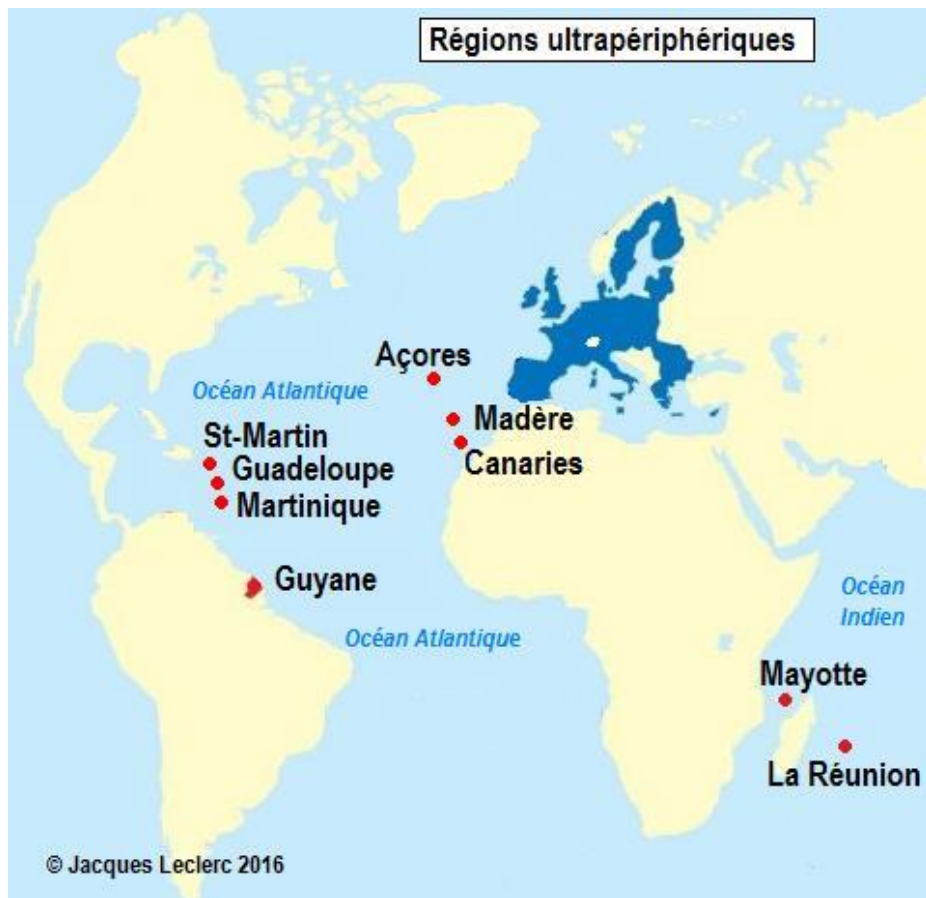 Régions ultrapériphériques
Açores
Océan Atlantique
Madère
St-Martin
Canaries
Guadeloupe
Martinique
Guyane
Océan
Indien
Océan Atlantique
Mayotte
La Réunion
© Jacques Leclerc 2016